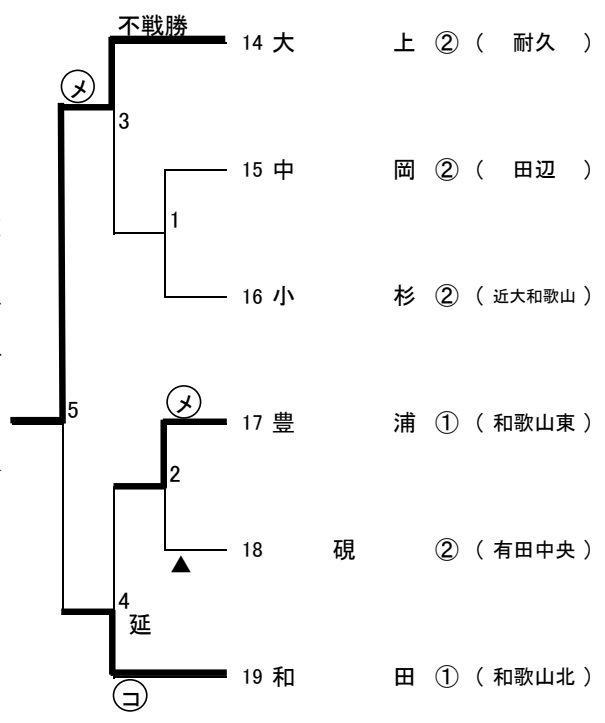 不戦勝
14 大 上 ② （ 耐久 ）
メ
3
15 中 岡 ② （ 田辺 ）
1
16 小 杉 ② （ 近大和歌山 ）
メ
5
17 豊 浦 ① （ 和歌山東 ）
2
18 硯 ② （ 有田中央 ）
▲
4
延
19 和 田 ① （ 和歌山北 ）
コ